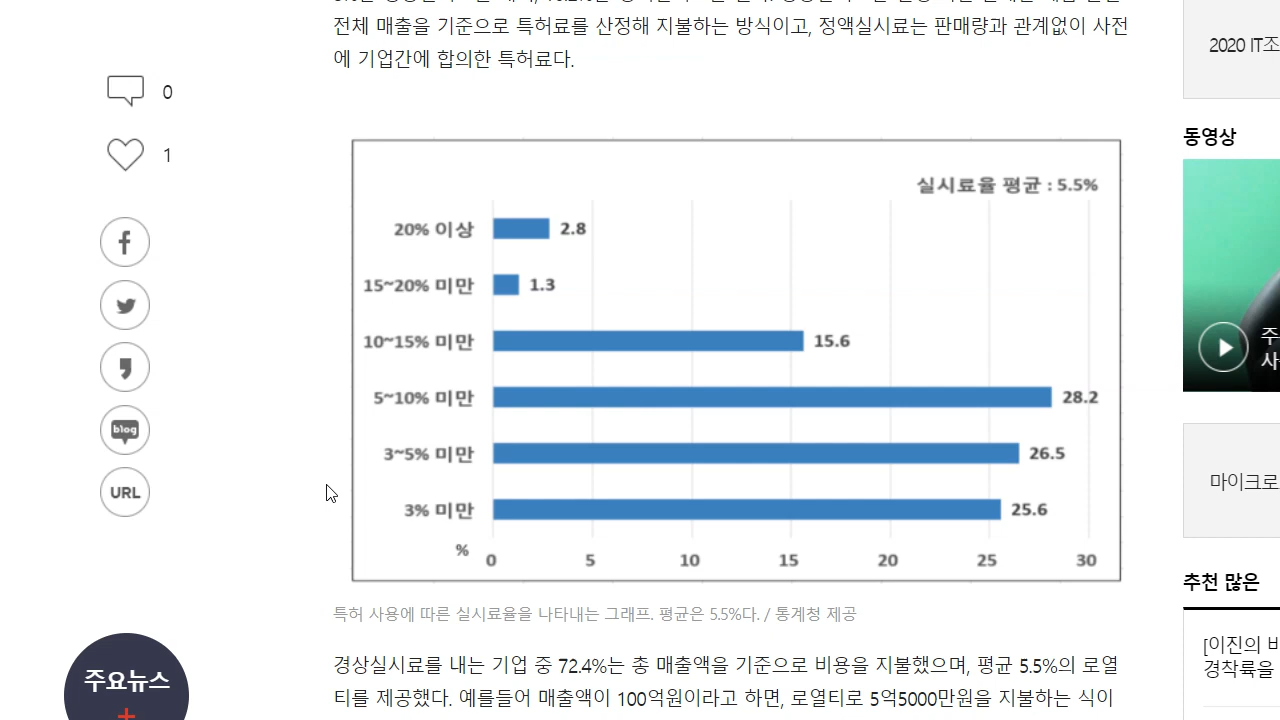 전체 매출을 기준으로 특허료를 산정해 지불하는 방식이고, 정액실시료는 판매량과 관계없이 사전
에 기업간에 합의한 특허료다.
0
1
blog
URL
주요뉴스
+
실시료율 평균 : 5.5%
20% 이상 2.8
15~20% 미만 1.3
10~15% 미만 15.6
5~10% 미만 28.2
3~5% 미만 26.5
3% 미만 25.6
% 0 5 10 15 20 25 30
특허 사용에 따른 실시료율을 나타내는 그래프. 평균은 5.5%다. / 통계청 제공
경상실시료를 내는 기업 중 72.4%는 총 매출액을 기준으로 비용을 지불했으며, 평균 5.5%의 로열
티를 제공했다. 예를들어 매출액이 100억원이라고 하면, 로열티로 5억5000만원을 지불하는 식이
2020 IT조
동영상
주
사
마이크로
추천 많은
[이진의 비
경착륙을